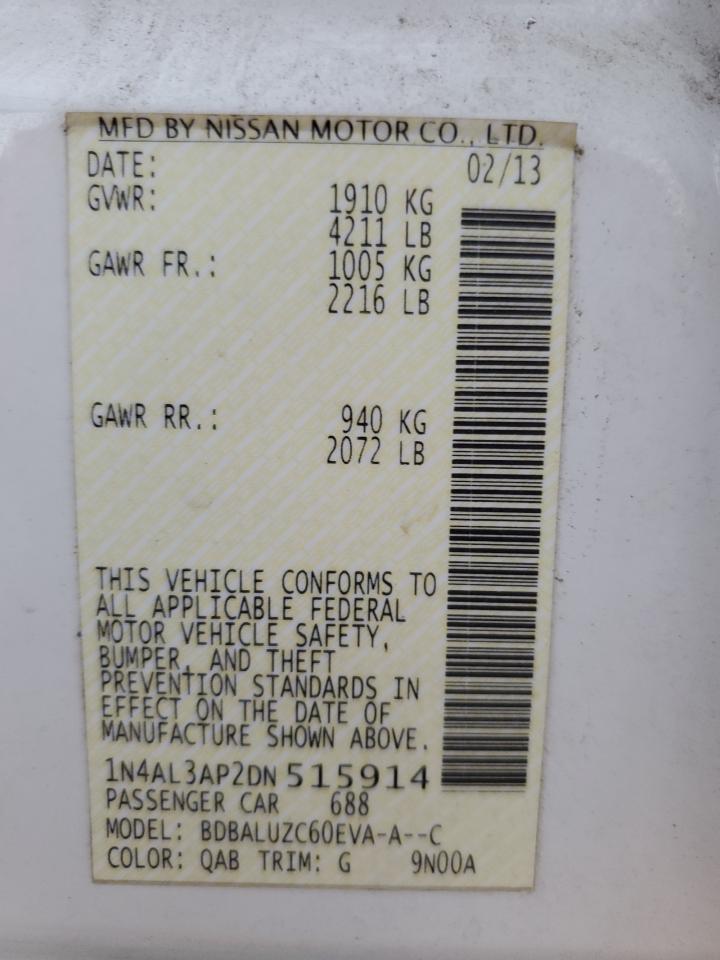 MFD BY NISSAN MOTOR CO., LTD.
DATE: 02/13
GVWR: 1910 KG
4211 LB
GAWR FR.: 1005 KG
2216 LB
GAWR RR.: 940 KG
2072 LB
THIS VEHICLE CONFORMS TO
ALL APPLICABLE FEDERAL
MOTOR VEHICLE SAFETY,
BUMPER, AND THEFT
PREVENTION STANDARDS IN
EFFECT ON THE DATE OF
MANUFACTURE SHOWN ABOVE.
1N4AL3AP2DN 515914
PASSENGER CAR 688
MODEL: BDBALUZC60EVA-A--C
COLOR: QAB TRIM: G 9N00A